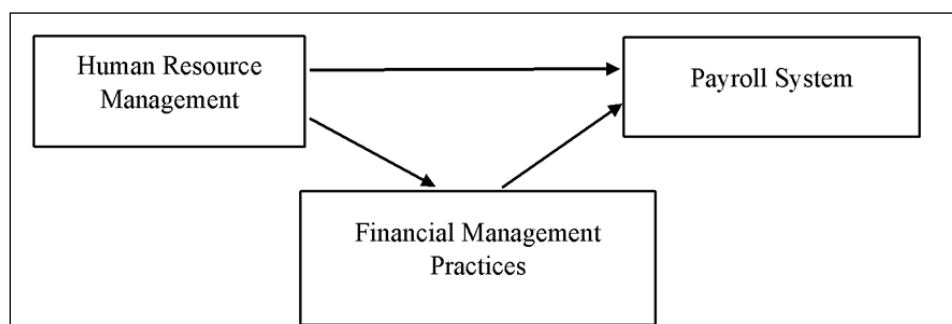 Human Resource
Management
Payroll System
Financial Management
Practices